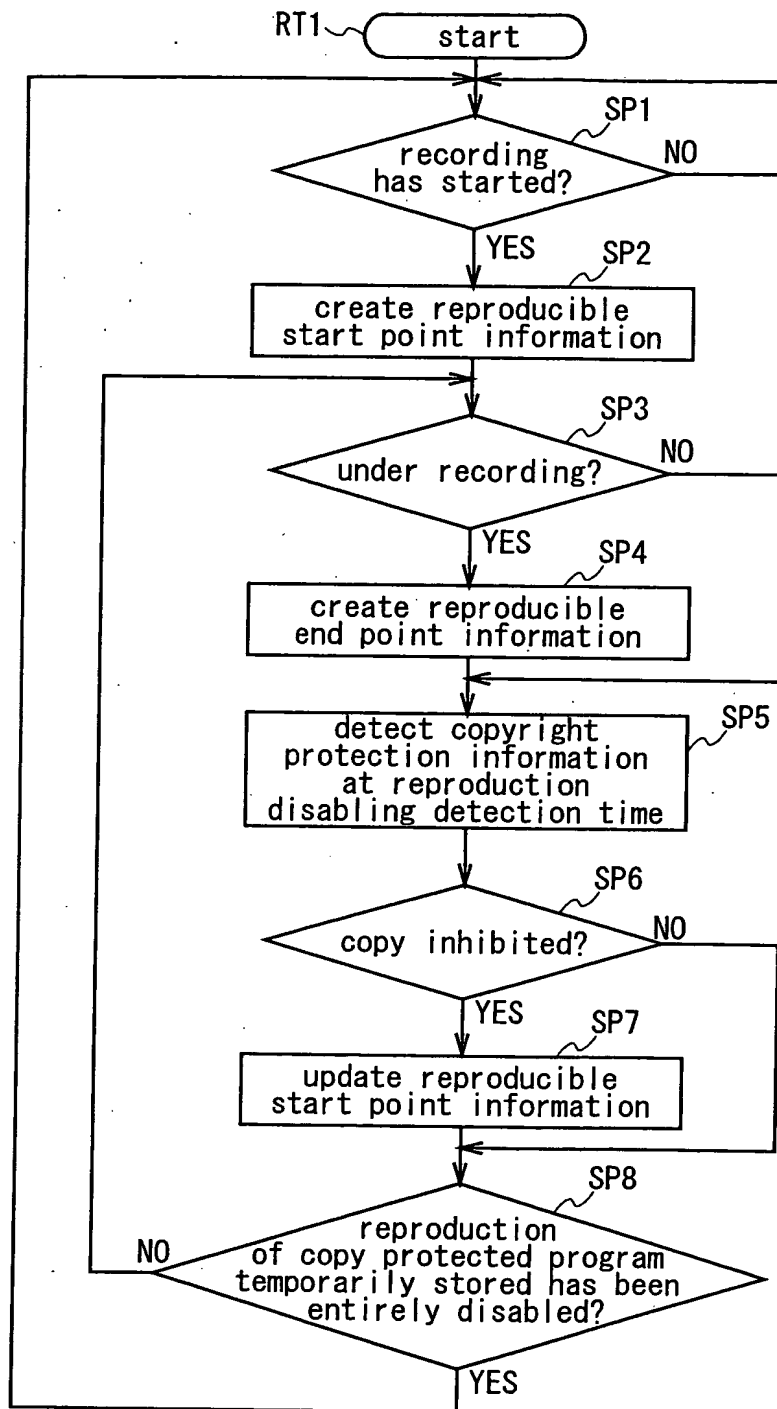 RT1
start
SP1
recording
has started?
NO
YES
SP2
create reproducible
start point information
SP3
under recording?
NO
YES
SP4
create reproducible
end point information
SP5
detect copyright
protection information
at reproduction
disabling detection time
SP6
copy inhibited?
NO
YES
SP7
update reproducible
start point information
SP8
reproduction
of copy protected program
temporarily stored has been
entirely disabled?
NO
YES